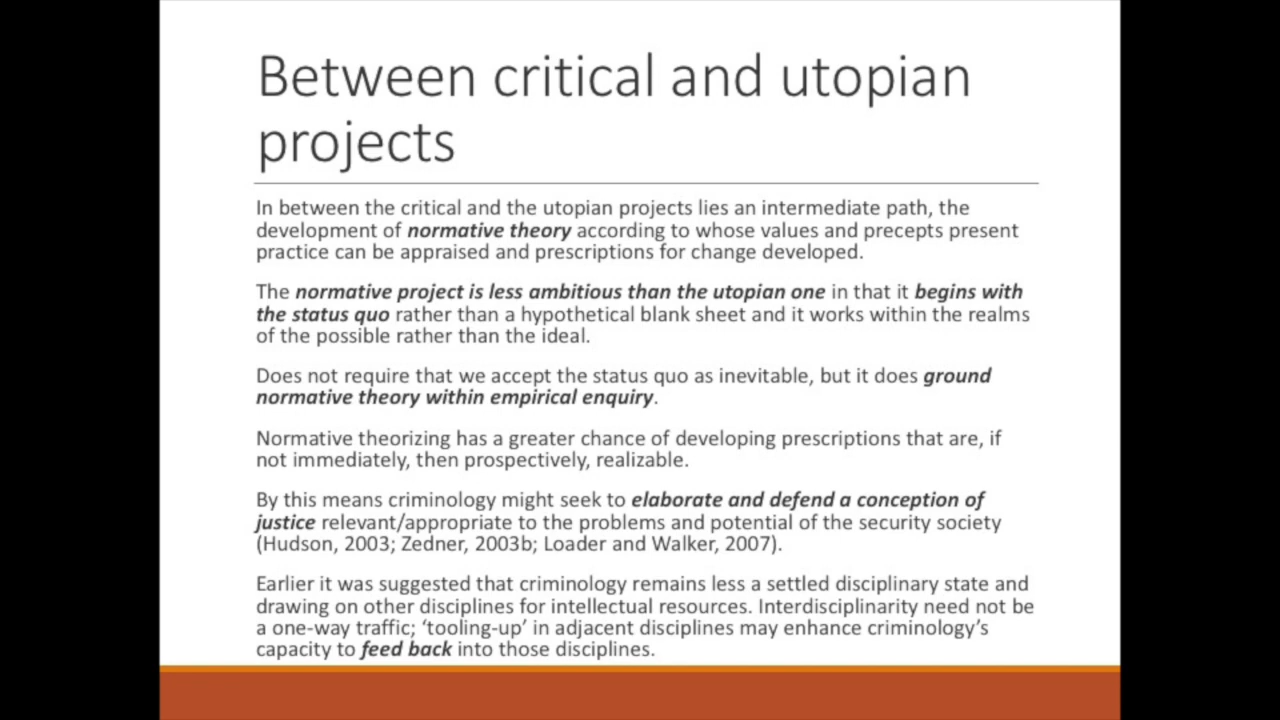 Between critical and utopian
projects
In between the critical and the utopian projects lies an intermediate path, the
development of normative theory according to whose values and precepts present
practice can be appraised and prescriptions for change developed.
The normative project is less ambitious than the utopian one in that it begins with
the status quo rather than a hypothetical blank sheet and it works within the realms
of the possible rather than the ideal.
Does not require that we accept the status quo as inevitable, but it does ground
normative theory within empirical enquiry.
Normative theorizing has a greater chance of developing prescriptions that are, if
not immediately, then prospectively, realizable.
By this means criminology might seek to elaborate and defend a conception of
justice relevant/appropriate to the problems and potential of the security society
(Hudson, 2003; Zedner, 2003b; Loader and Walker, 2007).
Earlier it was suggested that criminology remains less a settled disciplinary state and
drawing on other disciplines for intellectual resources. Interdisciplinarity need not be
a one-way traffic; ‘tooling-up’ in adjacent disciplines may enhance criminology’s
capacity to feed back into those disciplines.